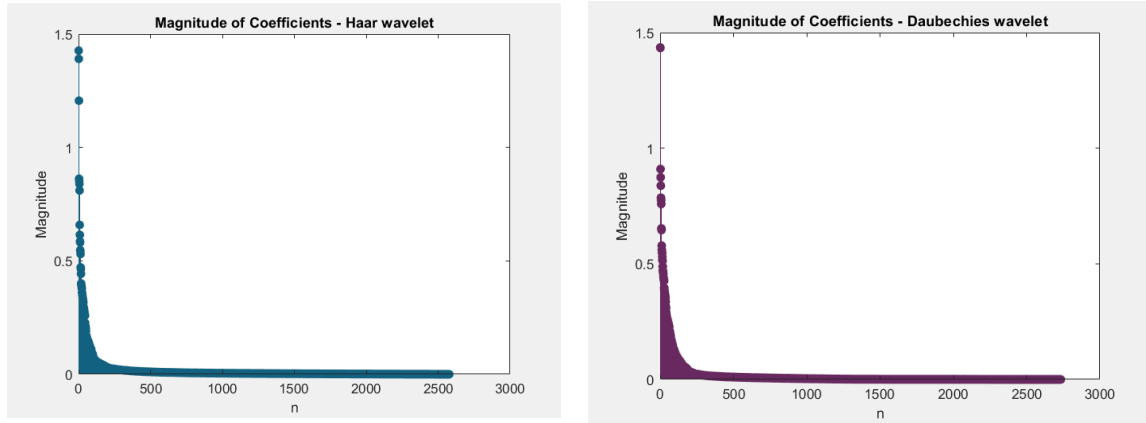 Magnitude of Coefficients - Haar wavelet
1.5
1
0.5
0
Magnitude
0 500 1000 1500 2000 2500 3000
n
Magnitude of Coefficients - Daubechies wavelet
1.5
1
0.5
0
Magnitude
0 500 1000 1500 2000 2500 3000
n